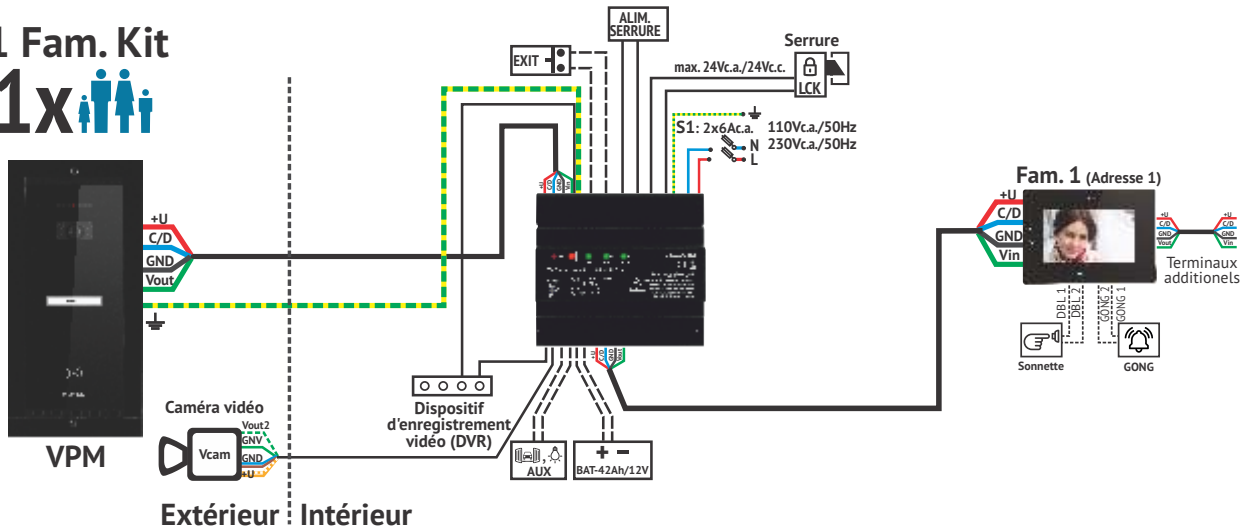 1 Fam. Kit
1x
ALIM.
SERRURE
EXIT
Serrure
max. 24Vc.a./24Vc.c.
LCK
S1: 2x6Ac.a.
110Vc.a./50Hz
230Vc.a./50Hz
N
L
+U
C/D
GND
Vin
+U
C/D
GND
Vout
VPM
Fam. 1 (Adresse 1)
+U
C/D
GND
Vin
+U
C/D
GND
Vout
+U
C/D
GND
Vin
Terminaux
additionels
DBL 1
DBL 2
GONG 2
GONG 1
Sonnette
GONG
+U
C/D
GND
Vout
Dispositif
d'enregistrement
vidéo (DVR)
Caméra vidéo
Vcam
Vout2
GNV
GND
+U
AUX
+ -
BAT-42Ah/12V
Extérieur
Intérieur